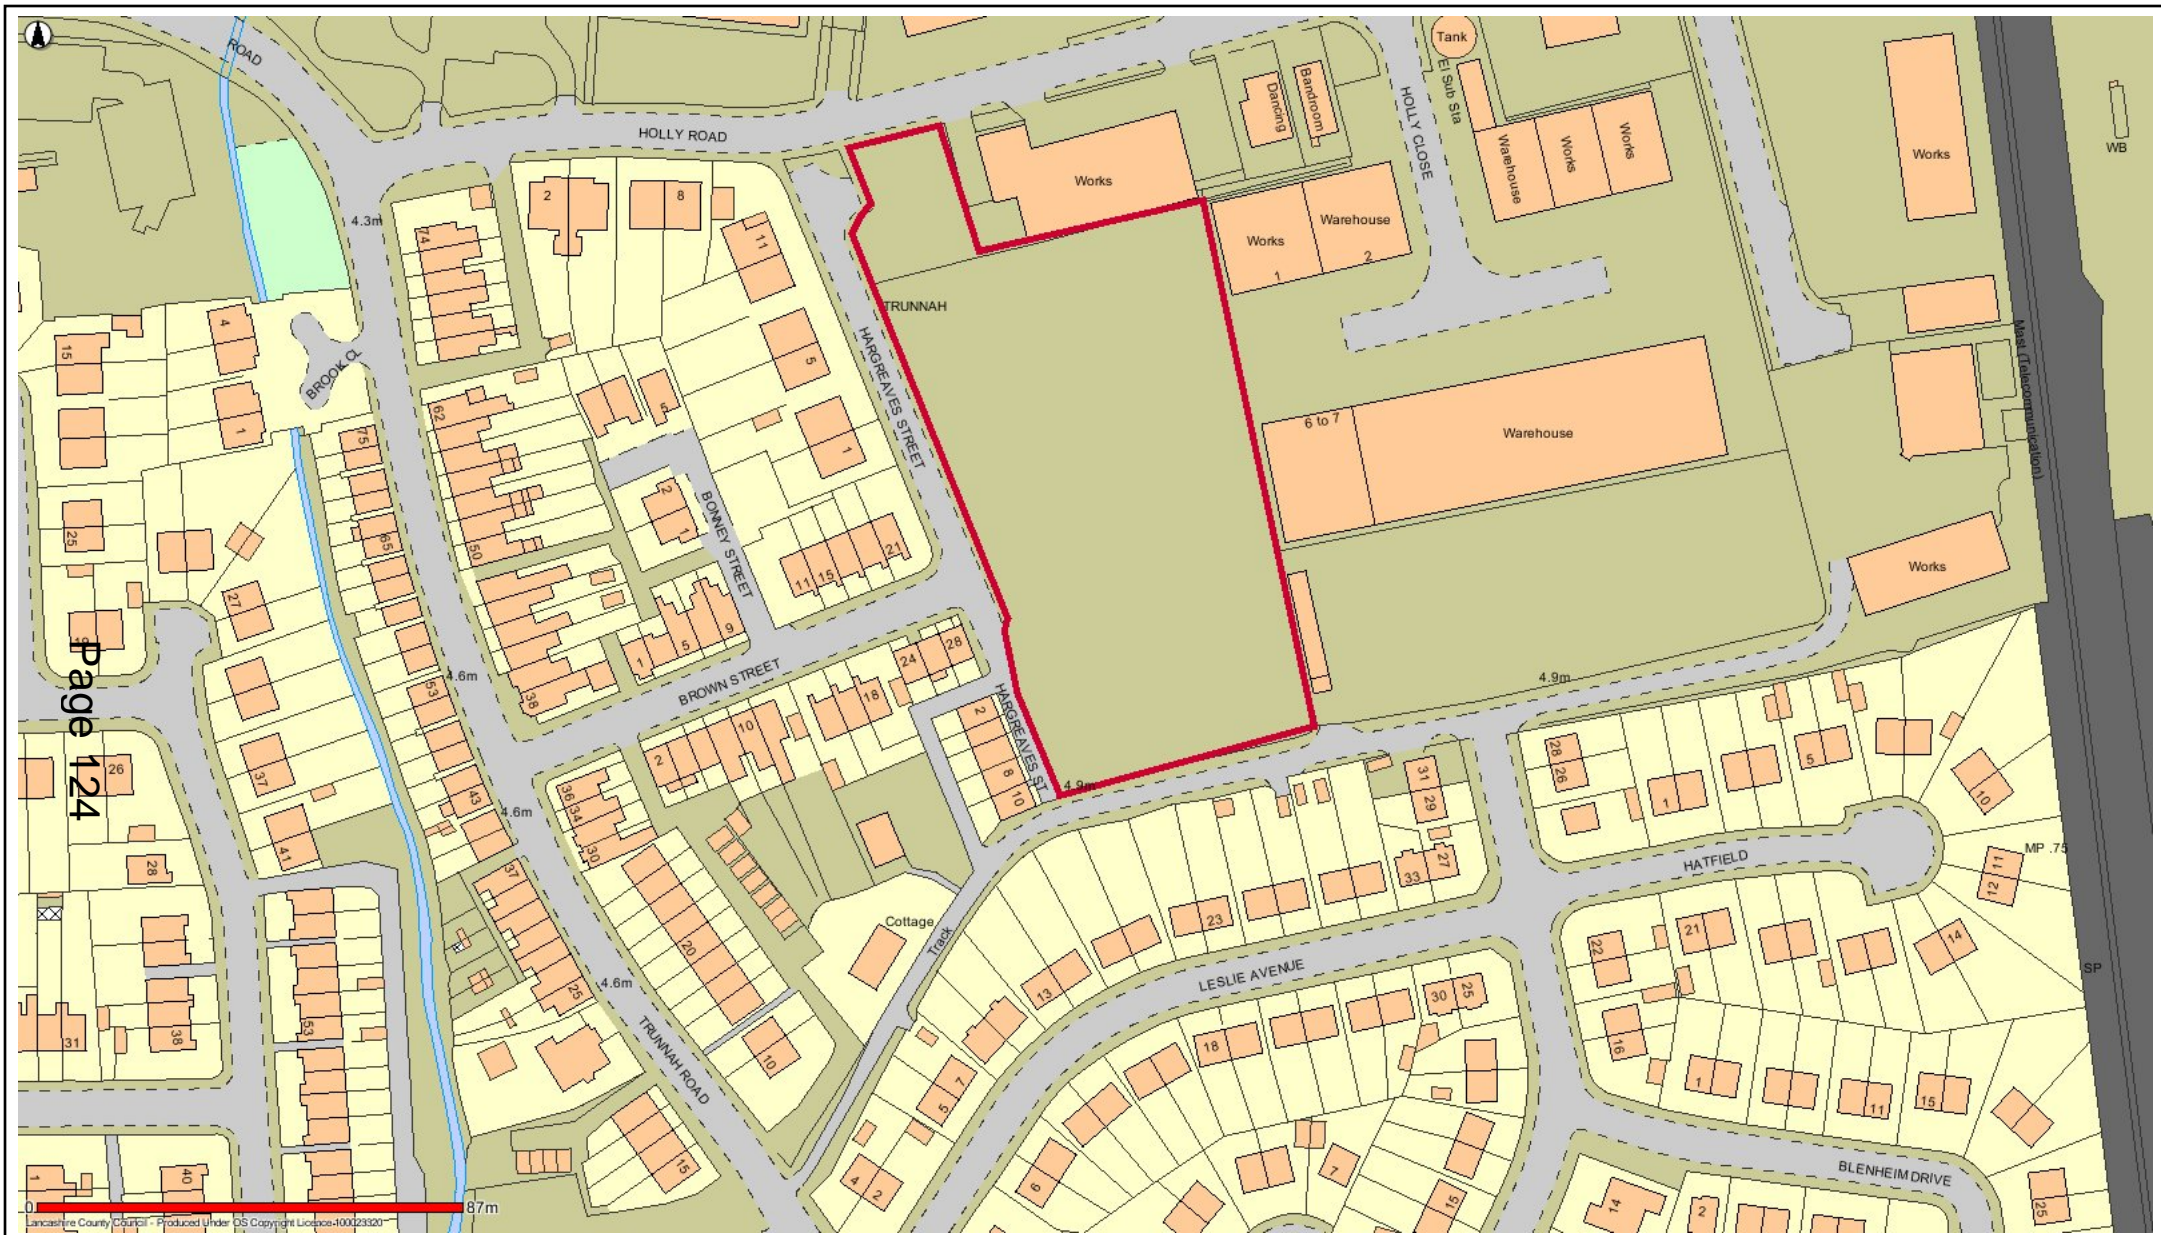 ROAD
HOLLY ROAD
Tank
El Sub Sta
Dancing
Bandroom
HOLLY CLOSE
Works
Warehouse
Works
Works
Works
WB
4.3m
74
2
8
11
Works
1
Warehouse
2
TRUNNAH
HARGREAVES STREET
Mast (Telecommunication)
4
15
BROOK CL
1
5
5
62
75
1
6 to 7
Warehouse
25
65
50
2
1
BONNEY STREET
11
15
21
Works
27
19
1
5
9
24
28
BROWN STREET
4.6m
53
38
18
10
2
HARGREAVES ST
2
8
10
4.9m
4.9m
Page 124
26
37
43
4.6m
36
34
30
31
29
28
26
1
5
10
41
28
37
20
Cottage
Track
23
33
27
HATFIELD
MP .75
11
12
13
LESLIE AVENUE
22
21
14
SP
31
38
53
25
4.6m
TRUNNAH ROAD
10
7
5
18
30
25
16
1
11
15
BLENHEIM DRIVE
1
40
15
4
2
6
7
15
14
2
25
0
87m
Lancashire County Council - Produced Under OS Copyright Licence 100023320